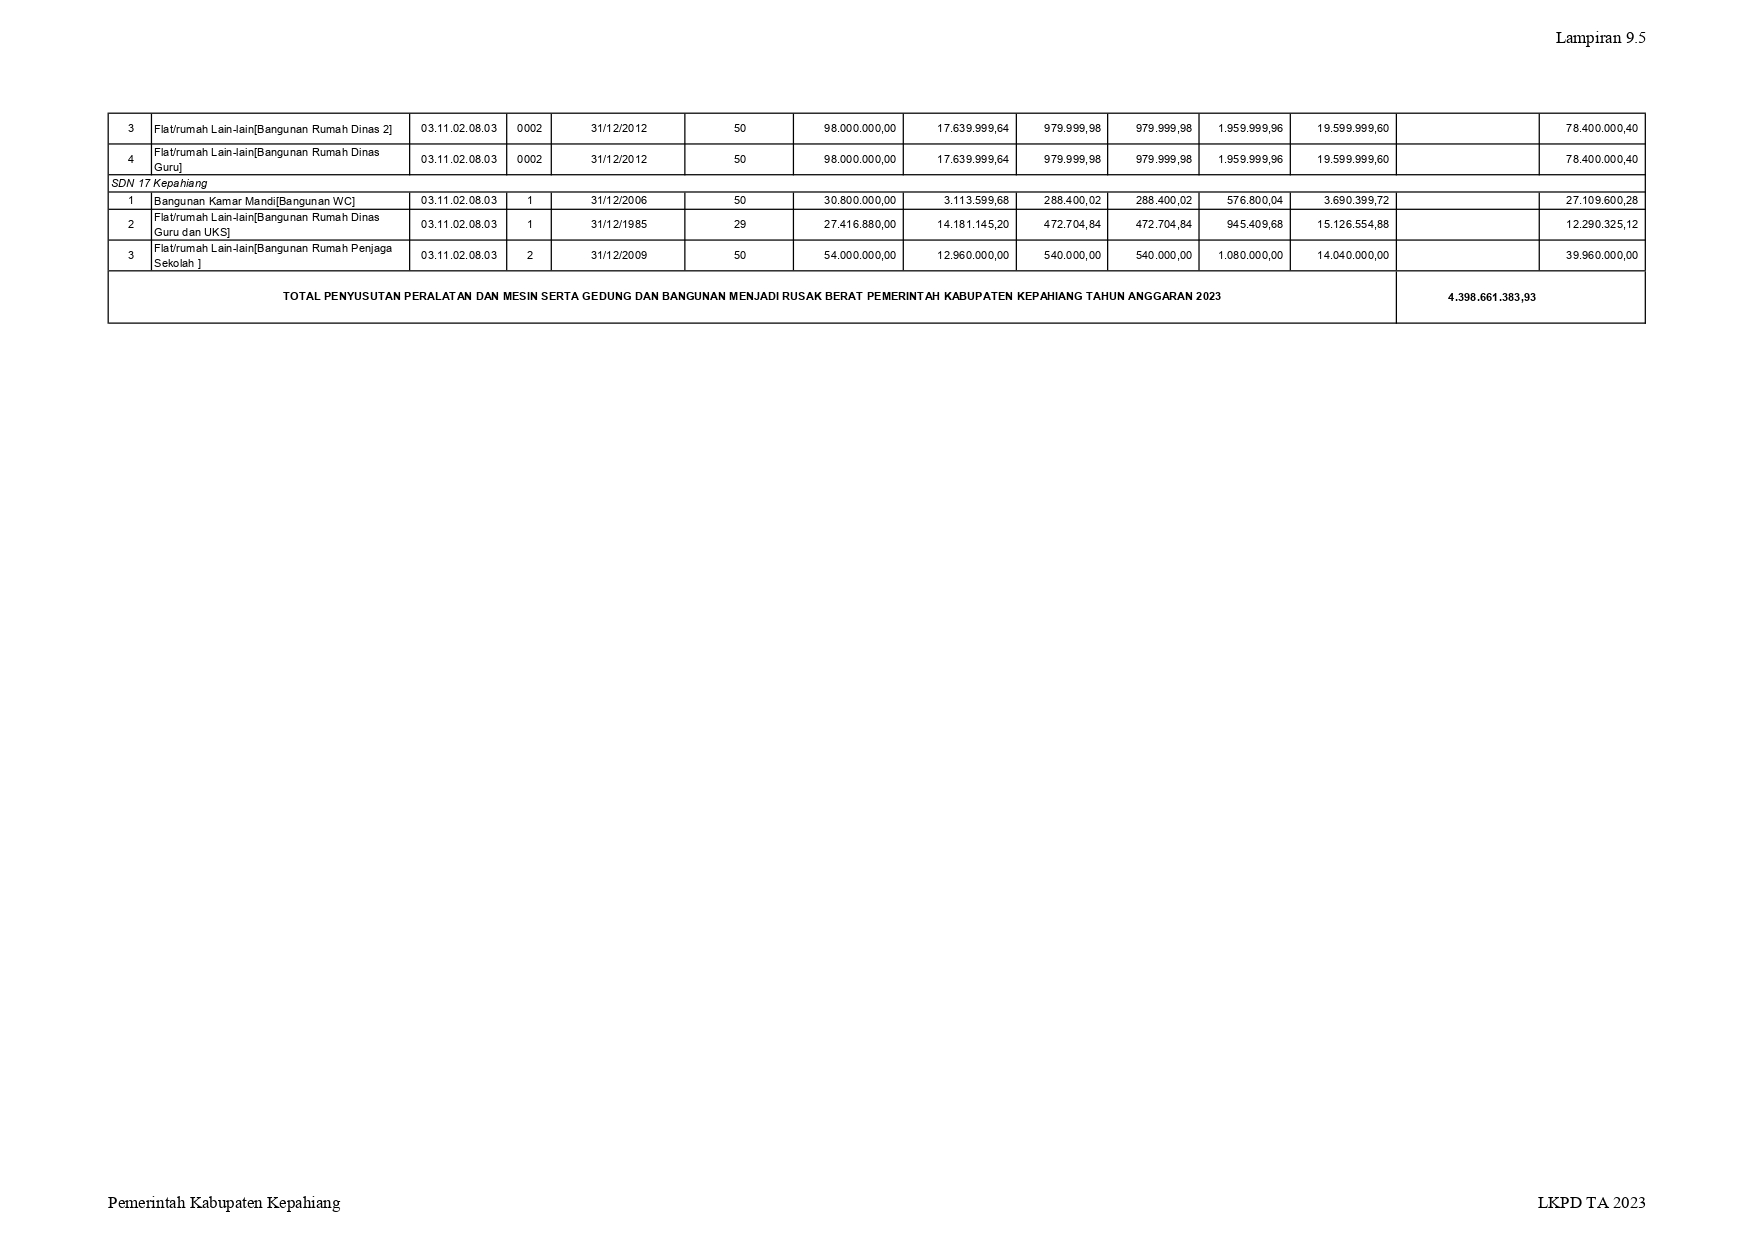 Lampiran 9.5
3 Flat/rumah Lain-lain[Bangunan Rumah Dinas 2] 03.11.02.08.03 0002 31/12/2012 50 98.000.000,00 17.639.999,64 979.999,98 979.999,98 1.959.999,96 19.599.999,60 78.400.000,40
4 Flat/rumah Lain-lain[Bangunan Rumah Dinas Guru] 03.11.02.08.03 0002 31/12/2012 50 98.000.000,00 17.639.999,64 979.999,98 979.999,98 1.959.999,96 19.599.999,60 78.400.000,40
SDN 17 Kepahiang
1 Bangunan Kamar Mandi[Bangunan WC] 03.11.02.08.03 1 31/12/2006 50 30.800.000,00 3.113.599,68 288.400,02 288.400,02 576.800,04 3.690.399,72 27.109.600,28
2 Flat/rumah Lain-lain[Bangunan Rumah Dinas Guru dan UKS] 03.11.02.08.03 1 31/12/1985 29 27.416.880,00 14.181.145,20 472.704,84 472.704,84 945.409,68 15.126.554,88 12.290.325,12
3 Flat/rumah Lain-lain[Bangunan Rumah Penjaga Sekolah ] 03.11.02.08.03 2 31/12/2009 50 54.000.000,00 12.960.000,00 540.000,00 540.000,00 1.080.000,00 14.040.000,00 39.960.000,00
TOTAL PENYUSUTAN PERALATAN DAN MESIN SERTA GEDUNG DAN BANGUNAN MENJADI RUSAK BERAT PEMERINTAH KABUPATEN KEPAHIANG TAHUN ANGGARAN 2023 4.398.661.383,93
Pemerintah Kabupaten Kepahiang LKPD TA 2023